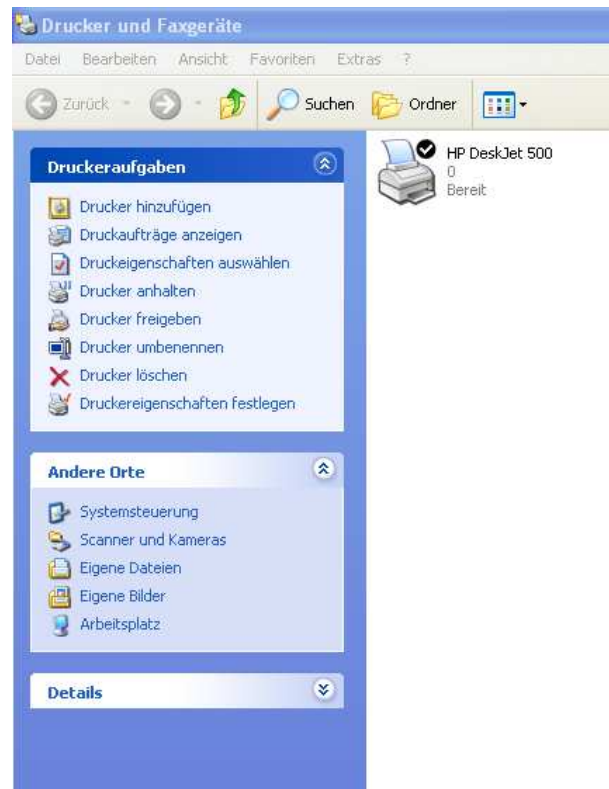 Drucker und Faxgeräte
Datei Bearbeiten Ansicht Favoriten Extras ?
Zurück Suchen Ordner
Druckeraufgaben
Drucker hinzufügen
Druckaufträge anzeigen
Druckeigenschaften auswählen
Drucker anhalten
Drucker freigeben
Drucker umbenennen
Drucker löschen
Druckereigenschaften festlegen
Andere Orte
Systemsteuerung
Scanner und Kameras
Eigene Dateien
Eigene Bilder
Arbeitsplatz
Details
HP DeskJet 500
0
Bereit